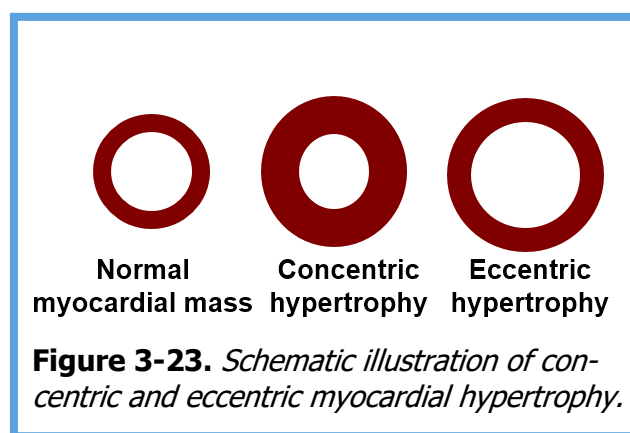 Normal
myocardial mass
Concentric
hypertrophy
Eccentric
hypertrophy
Figure 3-23. Schematic illustration of con-
centric and eccentric myocardial hypertrophy.